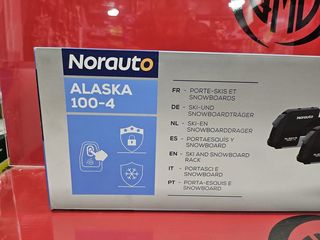 Norauto
ALASKA
100-4
FR - PORTE-SKIS ET
SNOWBOARDS
DE - SKI-UND
SNOWBOARDTRÄGER
NL - SKI-EN
SNOWBOARDDRAGER
ES - PORTAESQUÍS Y
SNOWBOARD
EN - SKI AND SNOWBOARD
RACK
IT - PORTASCI E
SNOWBOARD
PT - PORTA-ESQUIS E
SNOWBOARD